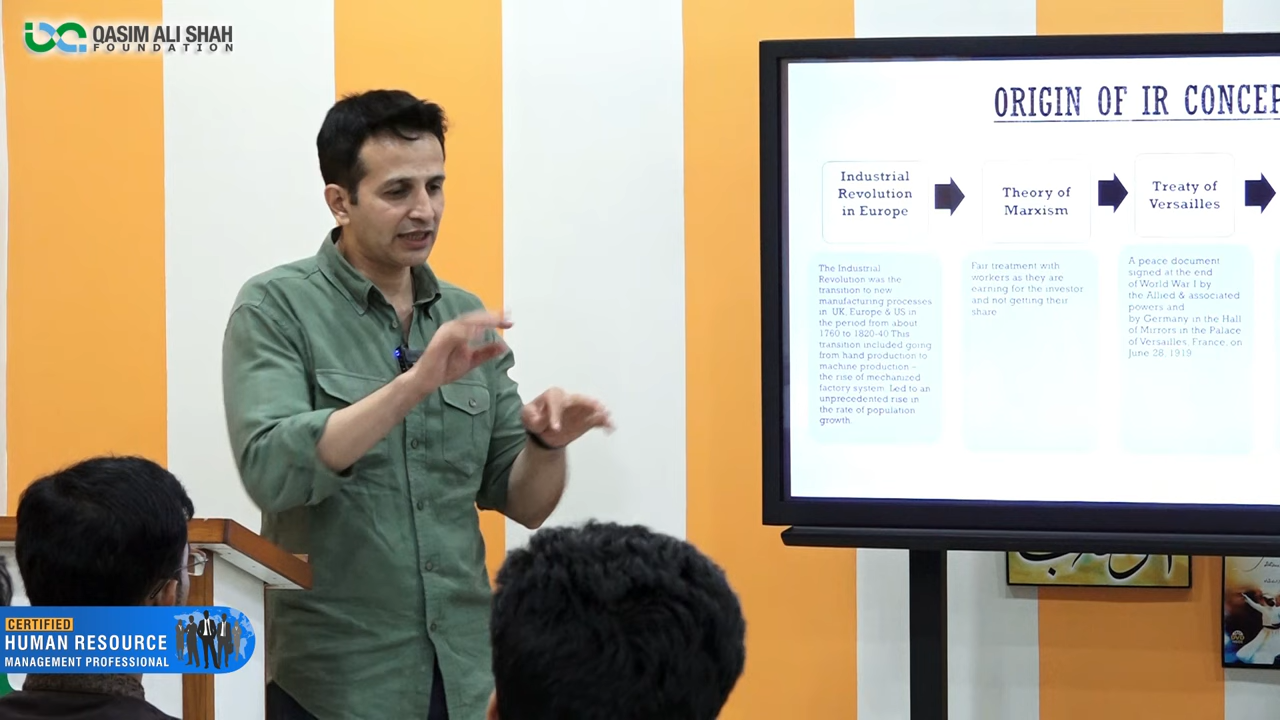 QASIM ALI SHAH
FOUNDATION
ORIGIN OF IR CONCEP
Industrial
Revolution
in Europe
Theory of
Marxism
Treaty of
Versailles
The Industrial
Revolution was the
transition to new
manufacturing processes
in UK, Europe & US in
the period from about
1760 to 1820-40 This
transition included going
from hand production to
machine production –
the rise of mechanized
factory system. Led to an
unprecedented rise in
the rate of population
growth.
Fair treatment with
workers as they are
earning for the investor
and not getting their
share
A peace document
signed at the end
of World War I by
the Allied & associated
powers and
by Germany in the Hall
of Mirrors in the Palace
of Versailles, France, on
June 28, 1919
CERTIFIED
HUMAN RESOURCE
MANAGEMENT PROFESSIONAL